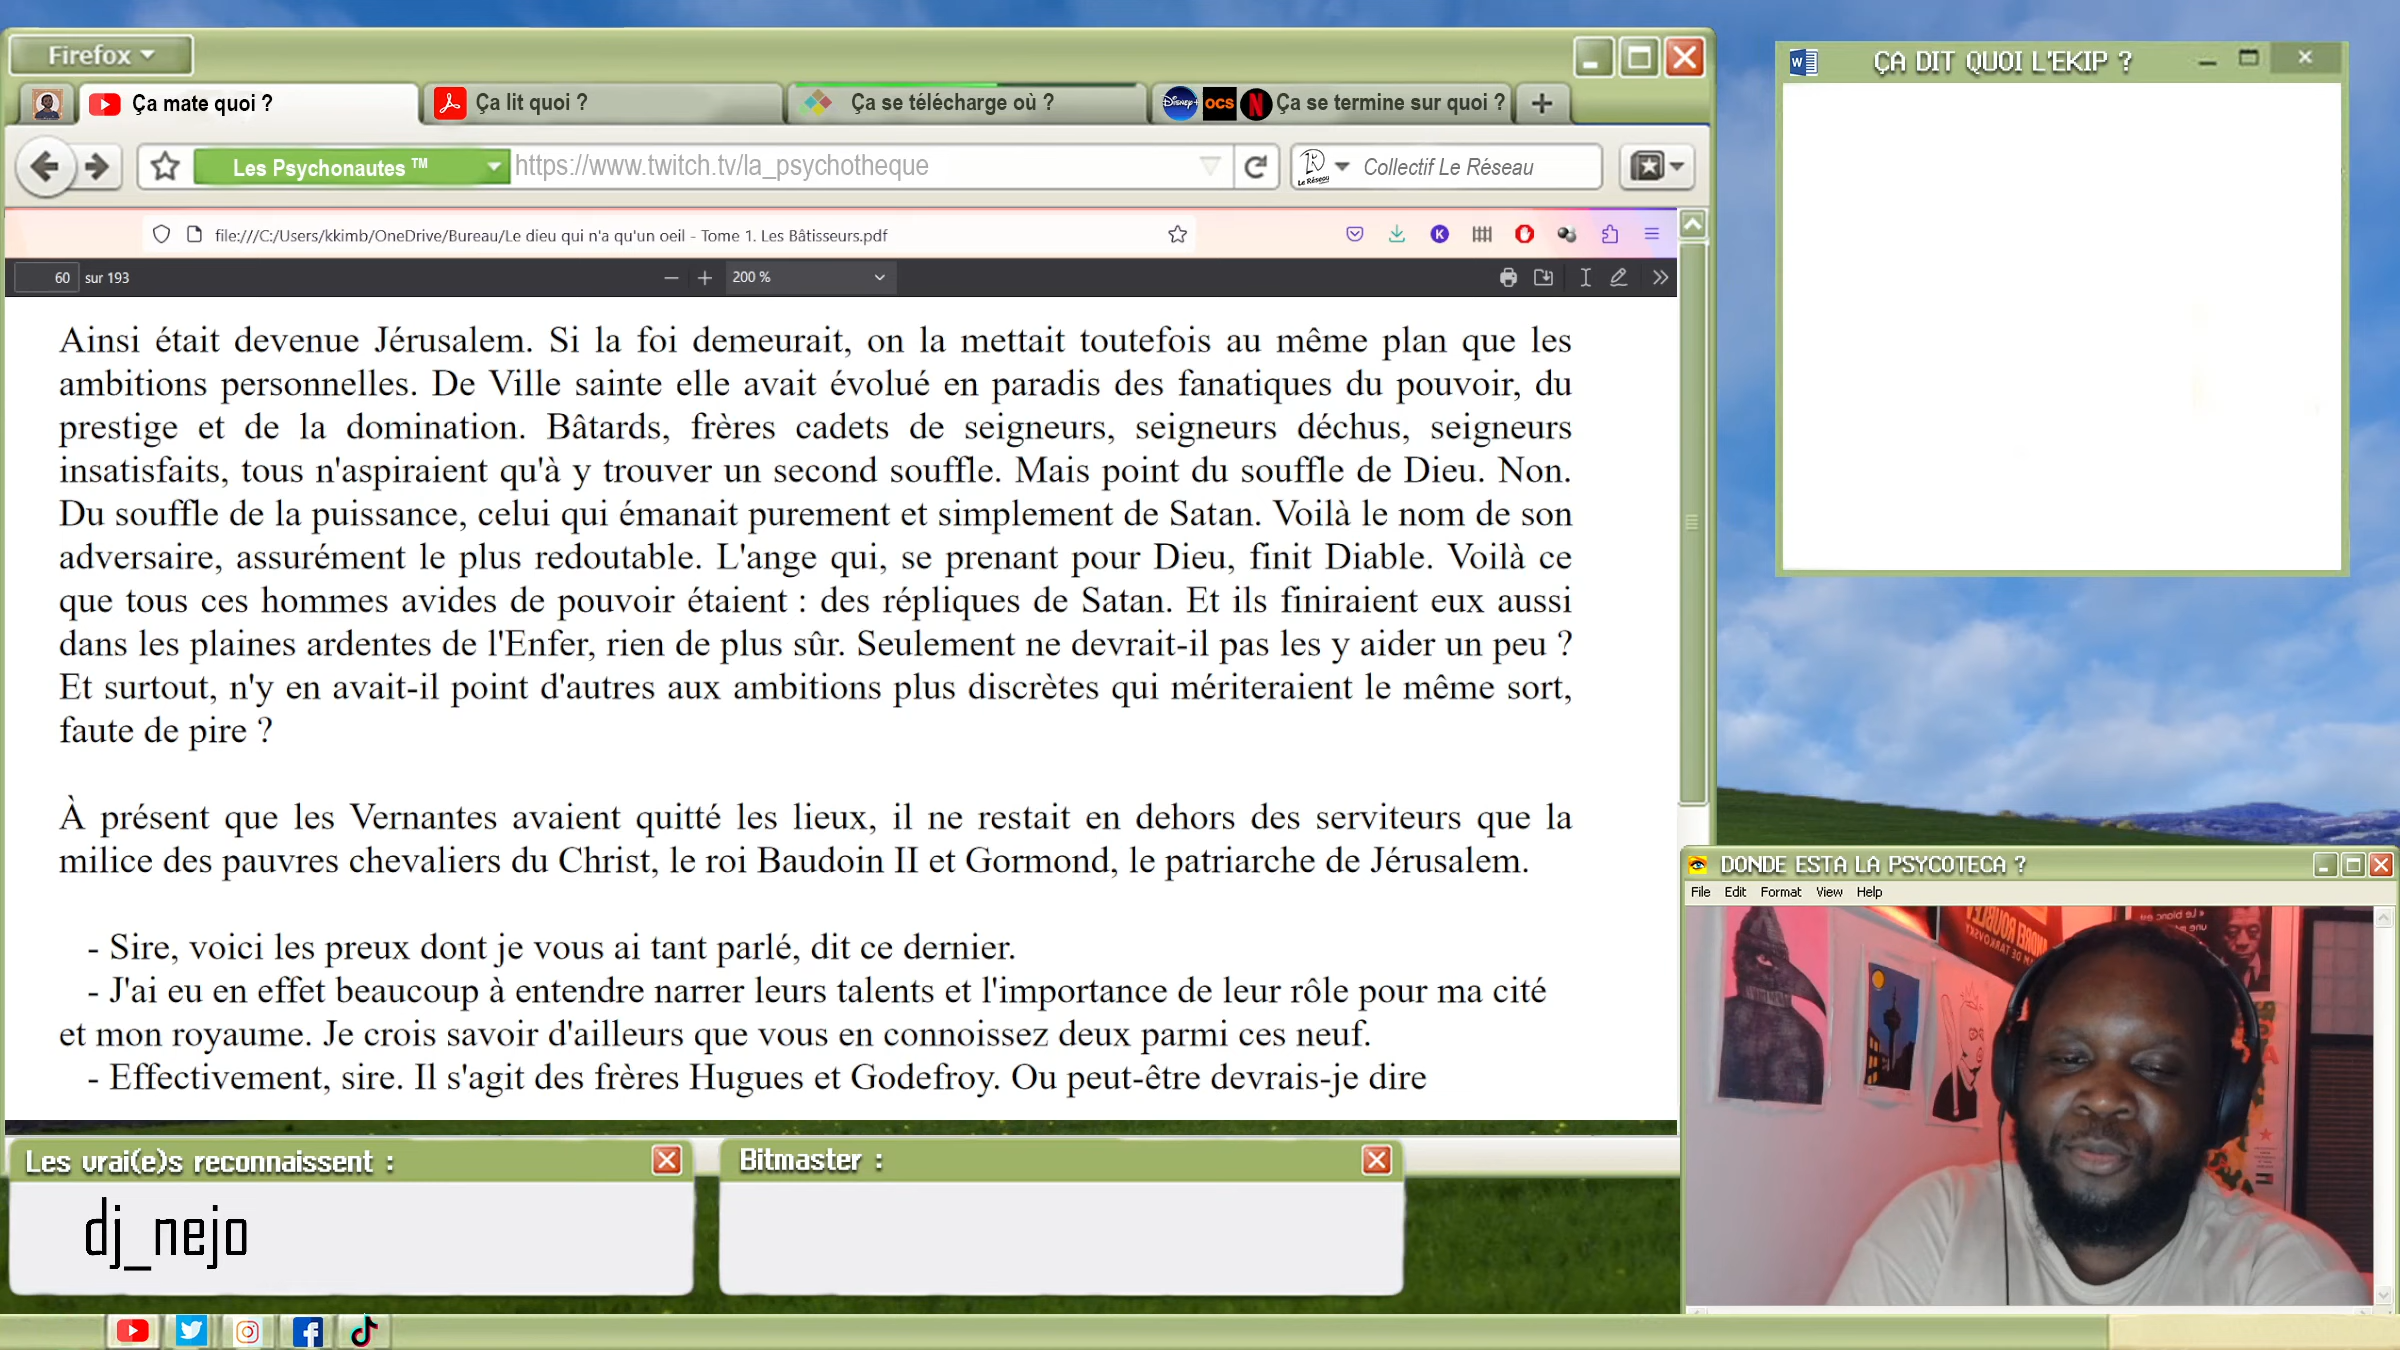 Firefox
Ça mate quoi ?
Ça lit quoi ?
Ça se télécharge où ?
Disney+ OCS N Ça se termine sur quoi ?
Les Psychonautes ™
https://www.twitch.tv/la_psychotheque
Le Réseau
Collectif Le Réseau
file:///C:/Users/kkimb/OneDrive/Bureau/Le dieu qui n'a qu'un oeil - Tome 1. Les Bâtisseurs.pdf
60 sur 193
200 %
Ainsi était devenue Jérusalem. Si la foi demeurait, on la mettait toutefois au même plan que les
ambitions personnelles. De Ville sainte elle avait évolué en paradis des fanatiques du pouvoir, du
prestige et de la domination. Bâtards, frères cadets de seigneurs, seigneurs déchus, seigneurs
insatisfaits, tous n'aspiraient qu'à y trouver un second souffle. Mais point du souffle de Dieu. Non.
Du souffle de la puissance, celui qui émanait purement et simplement de Satan. Voilà le nom de son
adversaire, assurément le plus redoutable. L'ange qui, se prenant pour Dieu, finit Diable. Voilà ce
que tous ces hommes avides de pouvoir étaient : des répliques de Satan. Et ils finiraient eux aussi
dans les plaines ardentes de l'Enfer, rien de plus sûr. Seulement ne devrait-il pas les y aider un peu ?
Et surtout, n'y en avait-il point d'autres aux ambitions plus discrètes qui mériteraient le même sort,
faute de pire ?
À présent que les Vernantes avaient quitté les lieux, il ne restait en dehors des serviteurs que la
milice des pauvres chevaliers du Christ, le roi Baudoin II et Gormond, le patriarche de Jérusalem.
- Sire, voici les preux dont je vous ai tant parlé, dit ce dernier.
- J'ai eu en effet beaucoup à entendre narrer leurs talents et l'importance de leur rôle pour ma cité
et mon royaume. Je crois savoir d'ailleurs que vous en connoissez deux parmi ces neuf.
- Effectivement, sire. Il s'agit des frères Hugues et Godefroy. Ou peut-être devrais-je dire
ÇA DIT QUOI L'EKIP ?
DONDE ESTA LA PSYCOTECA ?
File Edit Format View Help
ANDREI ROUBLEV
DE TARKOVSKY
Les vrai(e)s reconnaissent :
dj_nejo
Bitmaster :